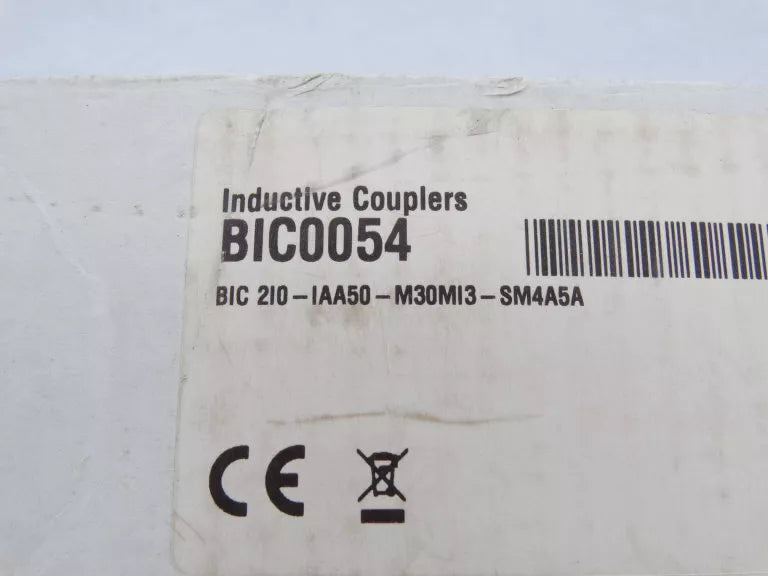 Inductive Couplers
BIC0054
BIC 2I0-IAA50-M30MI3-SM4A5A
CE